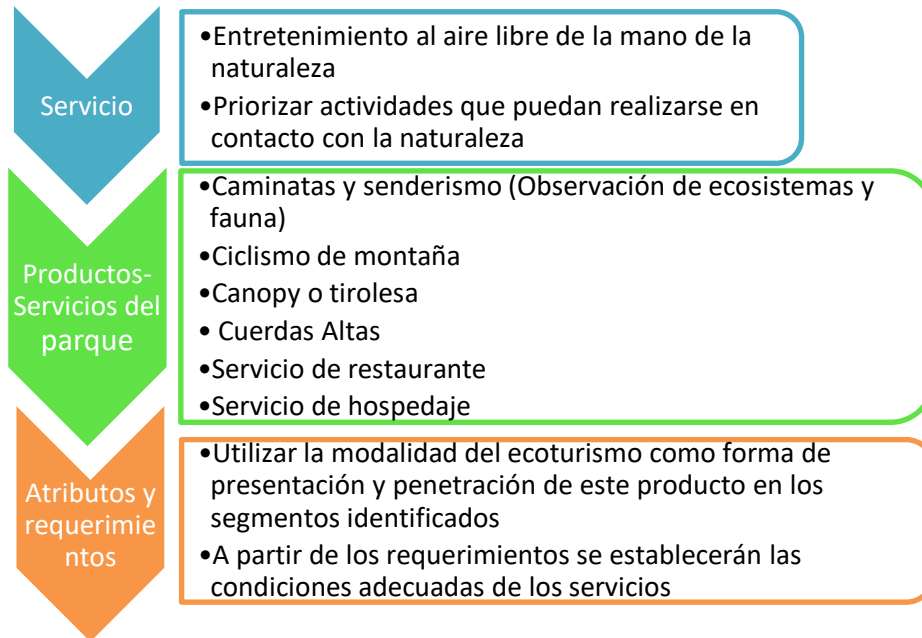 Servicio
•Entretenimiento al aire libre de la mano de la
naturaleza
•Priorizar actividades que puedan realizarse en
contacto con la naturaleza
Productos-
Servicios del
parque
•Caminatas y senderismo (Observación de ecosistemas y
fauna)
•Ciclismo de montaña
•Canopy o tirolesa
• Cuerdas Altas
•Servicio de restaurante
•Servicio de hospedaje
Atributos y
requerimie
ntos
•Utilizar la modalidad del ecoturismo como forma de
presentación y penetración de este producto en los
segmentos identificados
•A partir de los requerimientos se establecerán las
condiciones adecuadas de los servicios